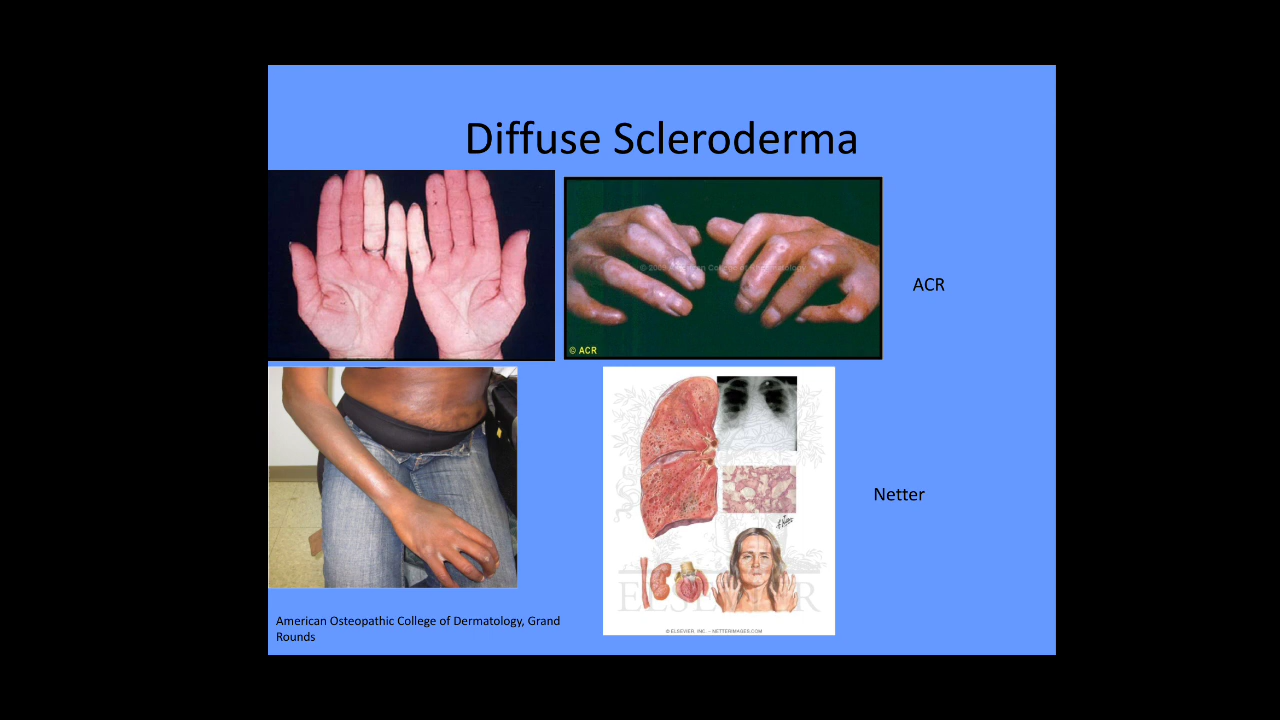 Diffuse Scleroderma
© ACR
ACR
Netter
ELSEVIER
© ELSEVIER, INC. – NETTERIMAGES.COM
American Osteopathic College of Dermatology, Grand
Rounds